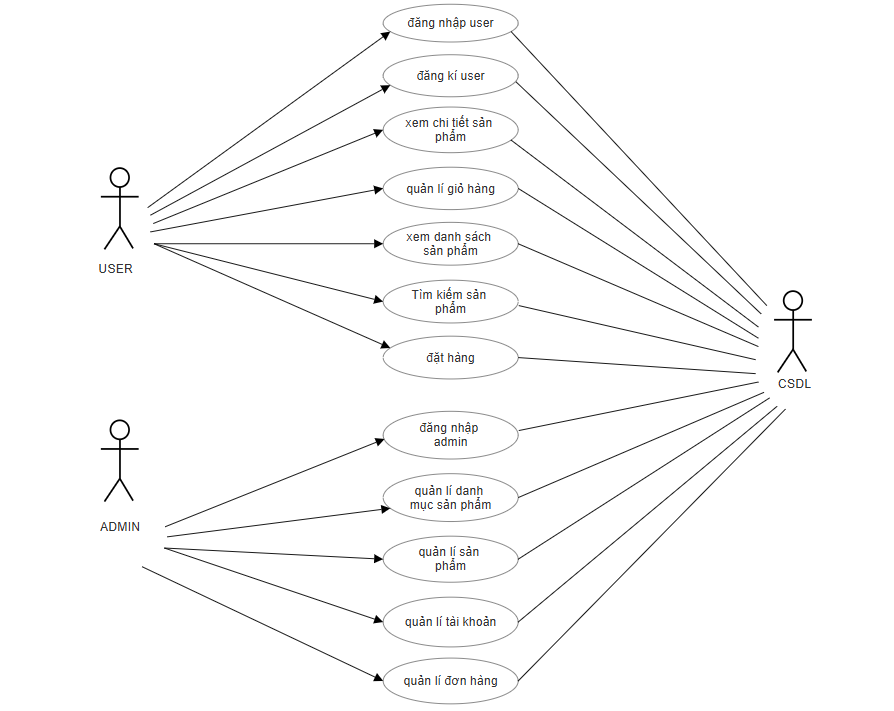 đăng nhập user
đăng kí user
xem chi tiết sản
phẩm
quản lí giỏ hàng
xem danh sách
sản phẩm
Tìm kiếm sản
phẩm
đặt hàng
USER
CSDL
đăng nhập
admin
quản lí danh
mục sản phẩm
quản lí sản
phẩm
quản lí tài khoản
quản lí đơn hàng
ADMIN